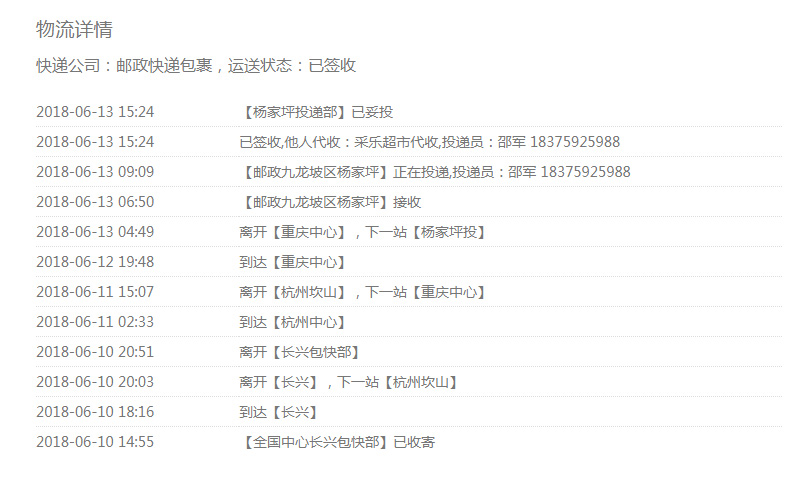 物流详情
快递公司：邮政快递包裹，运送状态：已签收
2018-06-13 15:24 【杨家坪投递部】已妥投
2018-06-13 15:24 已签收,他人代收：采乐超市代收,投递员：邵军 18375925988
2018-06-13 09:09 【邮政九龙坡区杨家坪】正在投递,投递员：邵军 18375925988
2018-06-13 06:50 【邮政九龙坡区杨家坪】接收
2018-06-13 04:49 离开【重庆中心】，下一站【杨家坪投】
2018-06-12 19:48 到达【重庆中心】
2018-06-11 15:07 离开【杭州坎山】，下一站【重庆中心】
2018-06-11 02:33 到达【杭州中心】
2018-06-10 20:51 离开【长兴包快部】
2018-06-10 20:03 离开【长兴】，下一站【杭州坎山】
2018-06-10 18:16 到达【长兴】
2018-06-10 14:55 【全国中心长兴包快部】已收寄